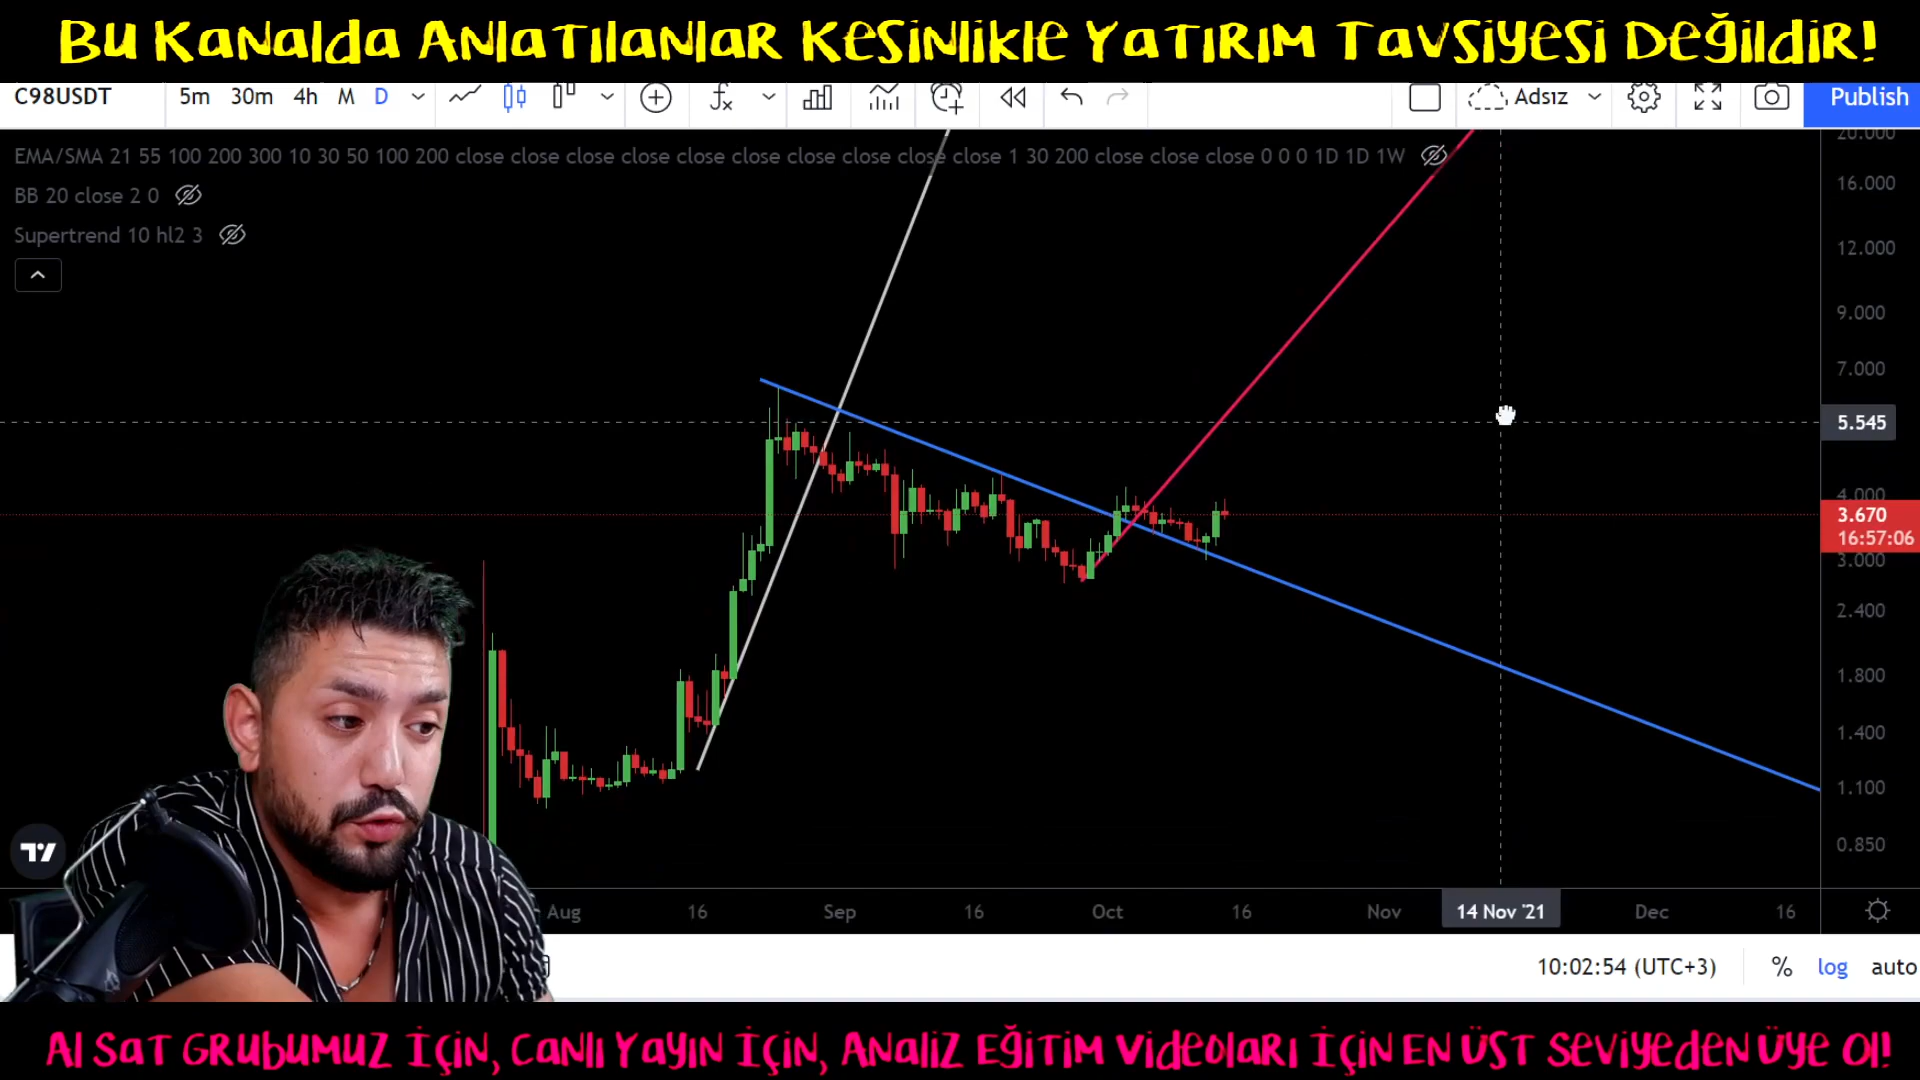 Bu Kanalda Anlatılanlar Kesinlikle Yatırım Tavsiyesi Değildir!
C98USDT 5m 30m 4h M D Adsız Publish
EMA/SMA 21 55 100 200 300 10 30 50 100 200 close close close close close close close close close close 1 30 200 close close close 0 0 0 1D 1D 1W
BB 20 close 2 0
Supertrend 10 hl2 3
20.000
16.000
12.000
9.000
7.000
5.545
4.000
3.670
16:57:06
3.000
2.400
1.800
1.400
1.100
0.850
Aug 16 Sep 16 Oct 16 Nov 14 Nov '21 Dec 16
10:02:54 (UTC+3) % log auto
Al Sat Grubumuz İçin, Canlı Yayın İçin, Analiz Eğitim Videoları İçin En Üst Seviyeden Üye Ol!